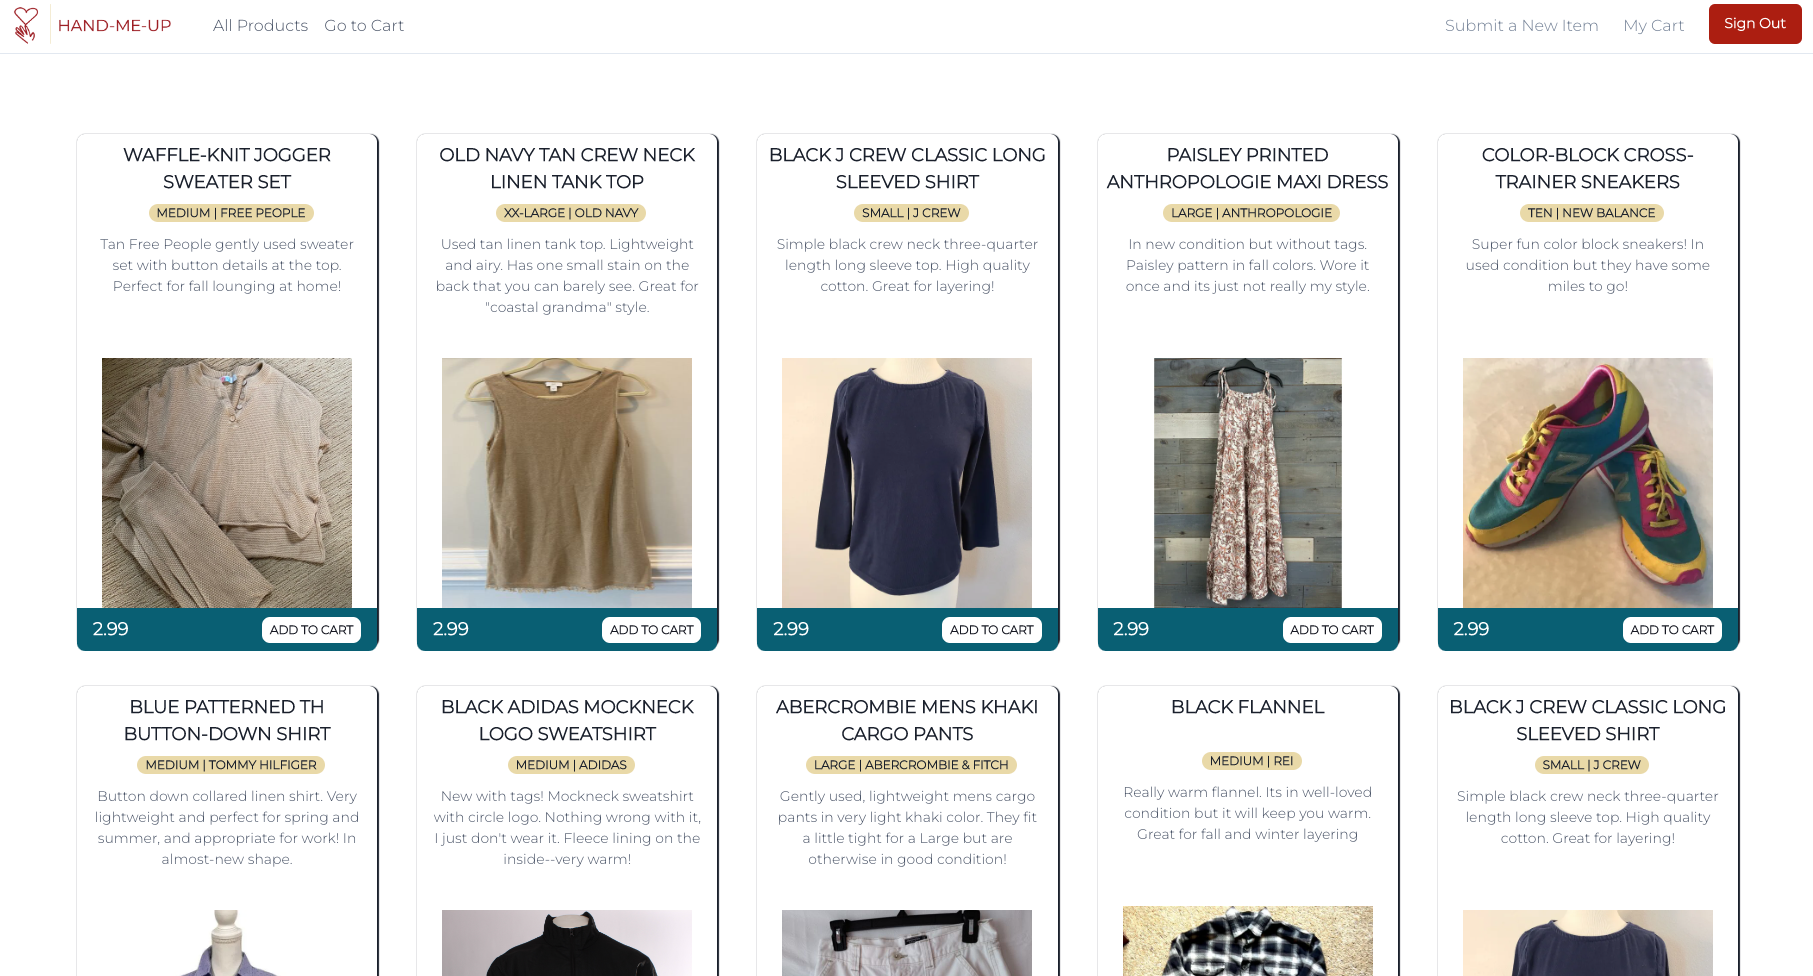 HAND-ME-UP
All Products
Go to Cart
Submit a New Item
My Cart
Sign Out
WAFFLE-KNIT JOGGER
SWEATER SET
MEDIUM | FREE PEOPLE
Tan Free People gently used sweater
set with button details at the top.
Perfect for fall lounging at home!
2.99
ADD TO CART
OLD NAVY TAN CREW NECK
LINEN TANK TOP
XX-LARGE | OLD NAVY
Used tan linen tank top. Lightweight
and airy. Has one small stain on the
back that you can barely see. Great for
"coastal grandma" style.
2.99
ADD TO CART
BLACK J CREW CLASSIC LONG
SLEEVED SHIRT
SMALL | J CREW
Simple black crew neck three-quarter
length long sleeve top. High quality
cotton. Great for layering!
2.99
ADD TO CART
PAISLEY PRINTED
ANTHROPOLOGIE MAXI DRESS
LARGE | ANTHROPOLOGIE
In new condition but without tags.
Paisley pattern in fall colors. Wore it
once and its just not really my style.
2.99
ADD TO CART
COLOR-BLOCK CROSS-
TRAINER SNEAKERS
TEN | NEW BALANCE
Super fun color block sneakers! In
used condition but they have some
miles to go!
2.99
ADD TO CART
BLUE PATTERNED TH
BUTTON-DOWN SHIRT
MEDIUM | TOMMY HILFIGER
Button down collared linen shirt. Very
lightweight and perfect for spring and
summer, and appropriate for work! In
almost-new shape.
BLACK ADIDAS MOCKNECK
LOGO SWEATSHIRT
MEDIUM | ADIDAS
New with tags! Mockneck sweatshirt
with circle logo. Nothing wrong with it,
I just don't wear it. Fleece lining on the
inside--very warm!
ABERCROMBIE MENS KHAKI
CARGO PANTS
LARGE | ABERCROMBIE & FITCH
Gently used, lightweight mens cargo
pants in very light khaki color. They fit
a little tight for a Large but are
otherwise in good condition!
BLACK FLANNEL
MEDIUM | REI
Really warm flannel. Its in well-loved
condition but it will keep you warm.
Great for fall and winter layering
BLACK J CREW CLASSIC LONG
SLEEVED SHIRT
SMALL | J CREW
Simple black crew neck three-quarter
length long sleeve top. High quality
cotton. Great for layering!